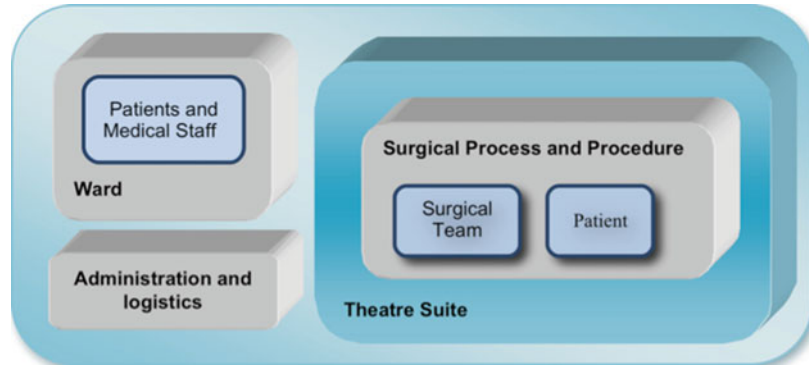 Patients and
Medical Staff
Ward
Administration and
logistics
Surgical Process and Procedure
Surgical
Team
Patient
Theatre Suite